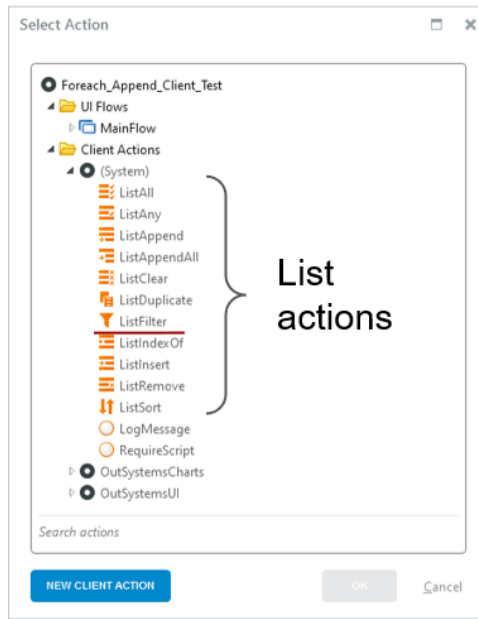 Select Action
Foreach_Append_Client_Test
UI Flows
MainFlow
Client Actions
(System)
ListAll
ListAny
ListAppend
ListAppendAll
ListClear
ListDuplicate
ListFilter
ListIndexOf
ListInsert
ListRemove
ListSort
LogMessage
RequireScript
OutSystemsCharts
OutSystemsUI
List
actions
Search actions
NEW CLIENT ACTION
OK
Cancel